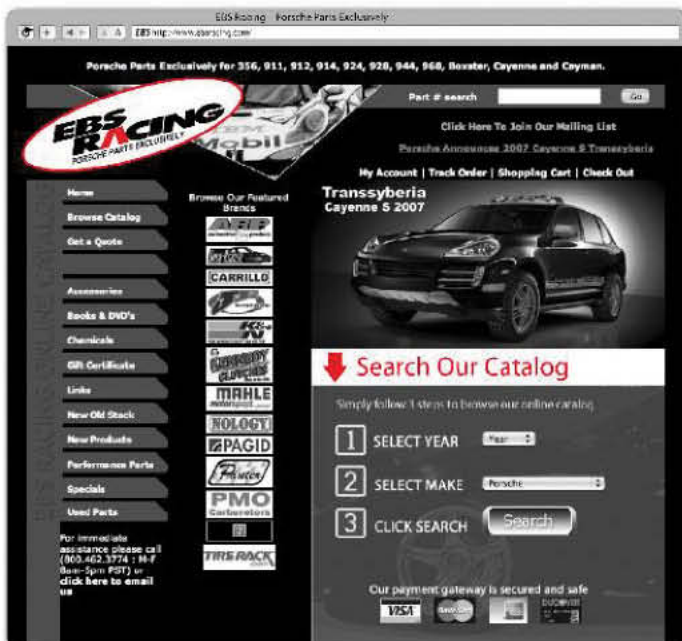 EBS Racing - Porsche Parts Exclusively
Porsche Parts Exclusively for 356, 911, 912, 914, 924, 928, 944, 968, Boxster, Cayenne and Cayman.
Part # search
Go
EBS
RACING
PORSCHE PARTS EXCLUSIVELY
Mobil
Click Here To Join Our Mailing List
Porsche Announces 2007 Cayenne S Transsyberia
My Account | Track Order | Shopping Cart | Check Out
Home
Browse Catalog
Get a Quote
Accessories
Books & DVD's
Chemicals
Gift Certificate
Links
New Old Stock
New Products
Performance Parts
Specials
Used Parts
For immediate
assistance please call
(800.462.3774 : M-F
8am-5pm PST) or
click here to email
us
Browse Our Featured
Brands
ARP
CARRILLO
K&N
KENNEDY
CLUTCHES
MAHLE
motorsport
NOLOGY
PAGID
PMO
Carburetors
TIRE RACK
Transsyberia
Cayenne S 2007
Search Our Catalog
Simply follow 3 steps to browse our online catalog
1 SELECT YEAR Year
2 SELECT MAKE Porsche
3 CLICK SEARCH Search
Our payment gateway is secured and safe
VISA
MasterCard
DISCOVER